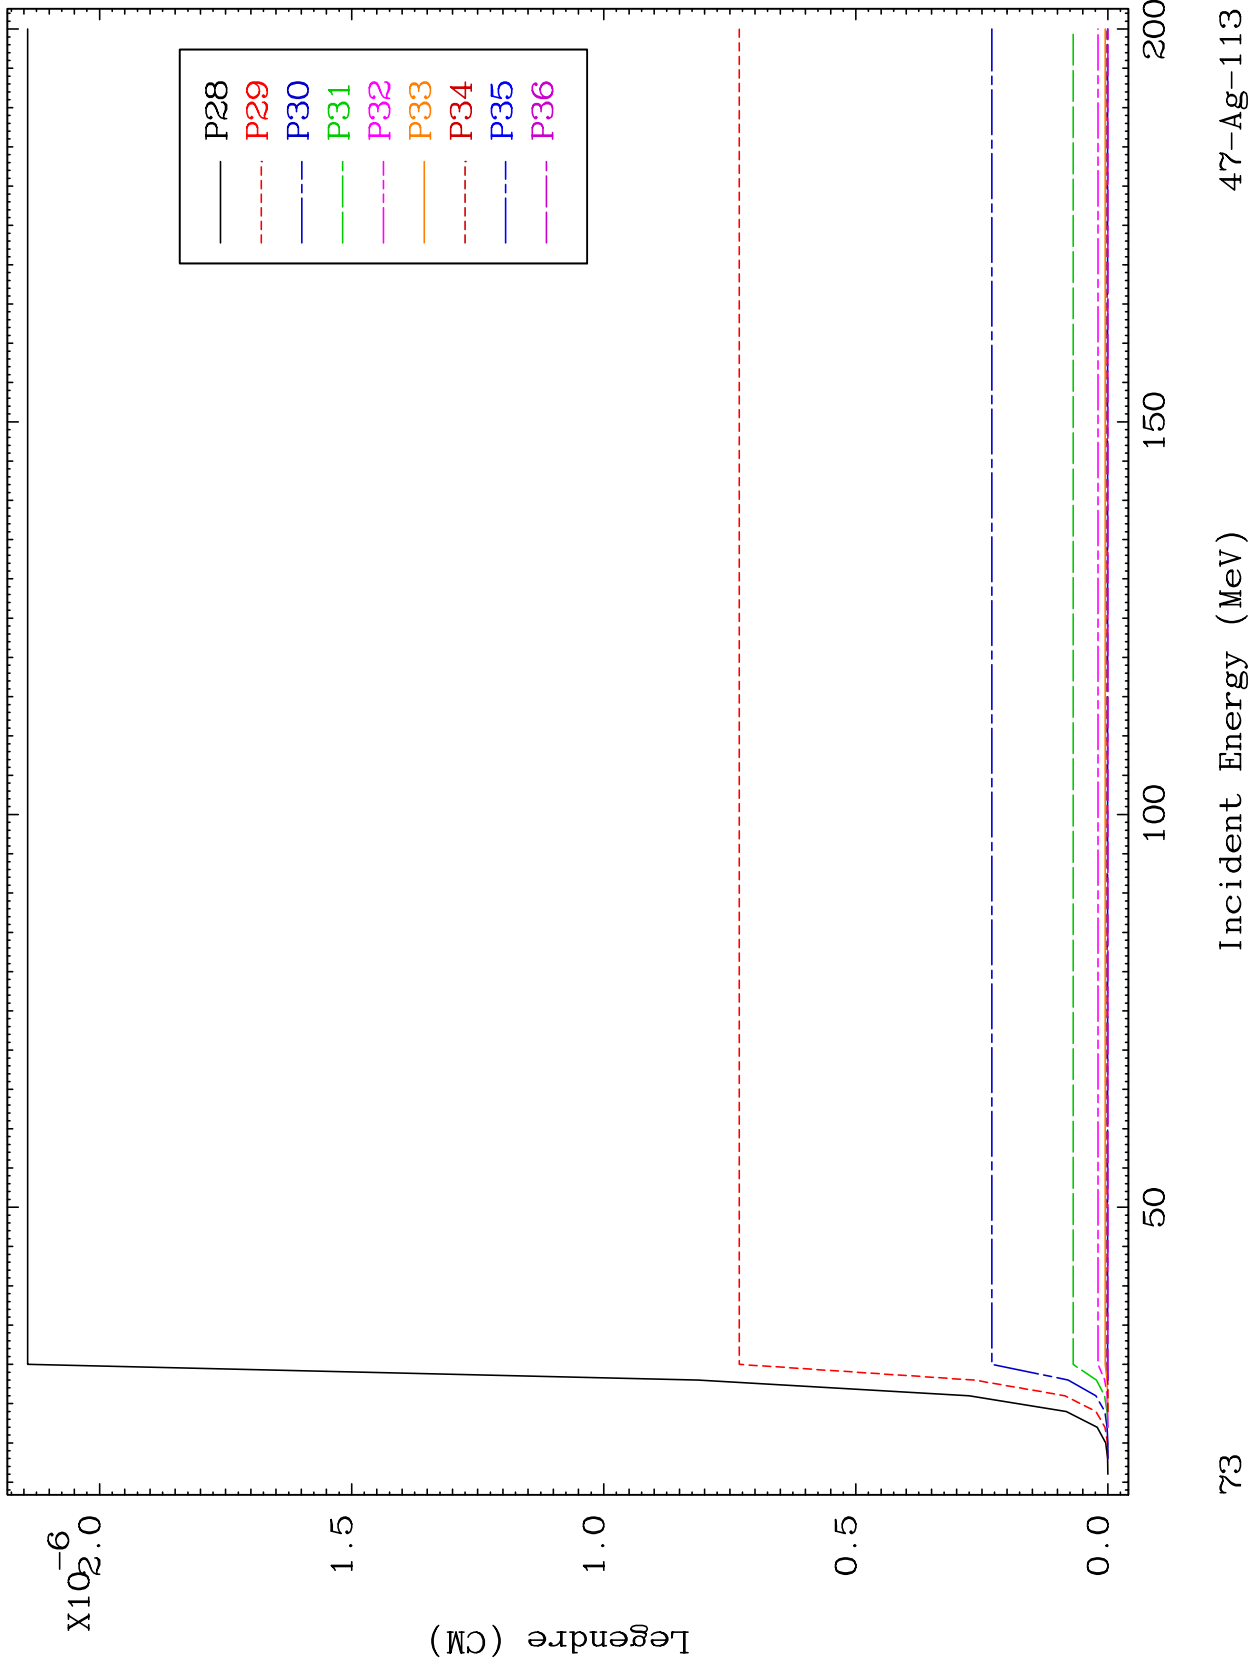 X10-6
2.0
1.5
1.0
0.5
0.0
Legendre (CM)
P28
P29
P30
P31
P32
P33
P34
P35
P36
50
100
150
200
73
Incident Energy (MeV)
47-Ag-113